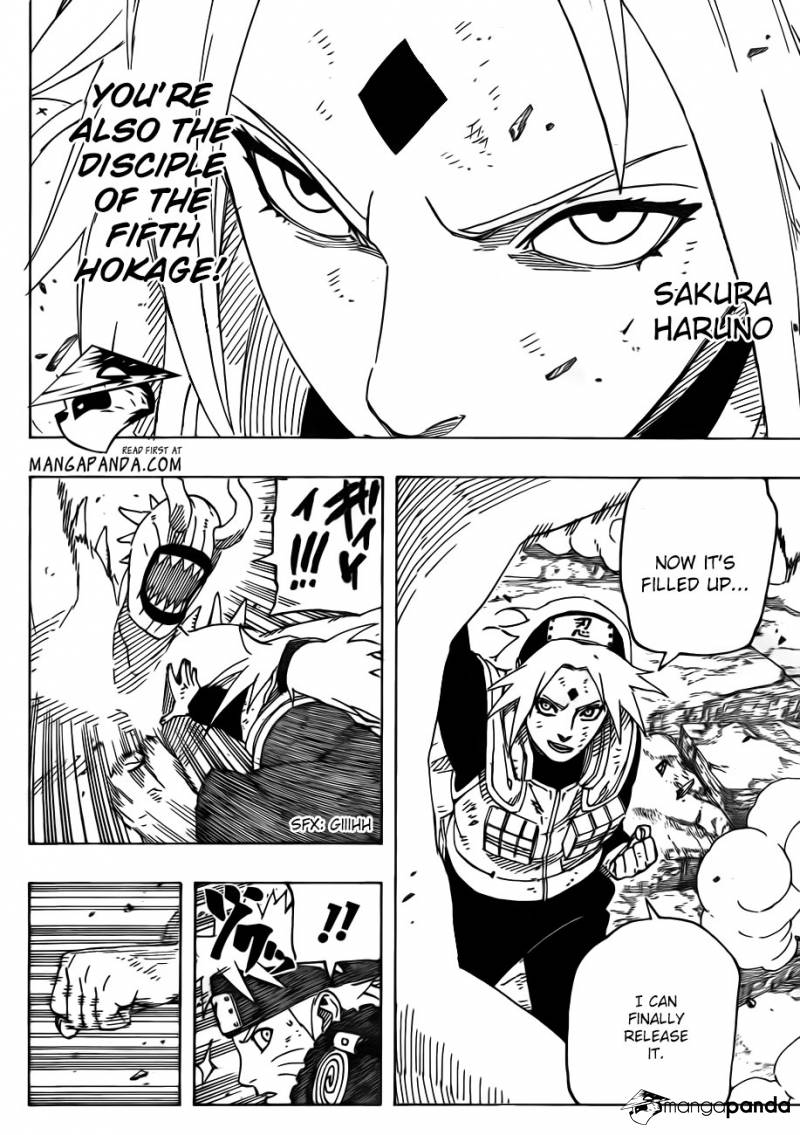 YOU'RE
ALSO THE
DISCIPLE
OF THE
FIFTH
HOKAGE!
SAKURA
HARUNO
READ FIRST AT
MANGAPANDA.COM
NOW IT'S
FILLED UP...
忍
I CAN
FINALLY
RELEASE
IT.
SFX: GIIIHH
!!
mangapanda